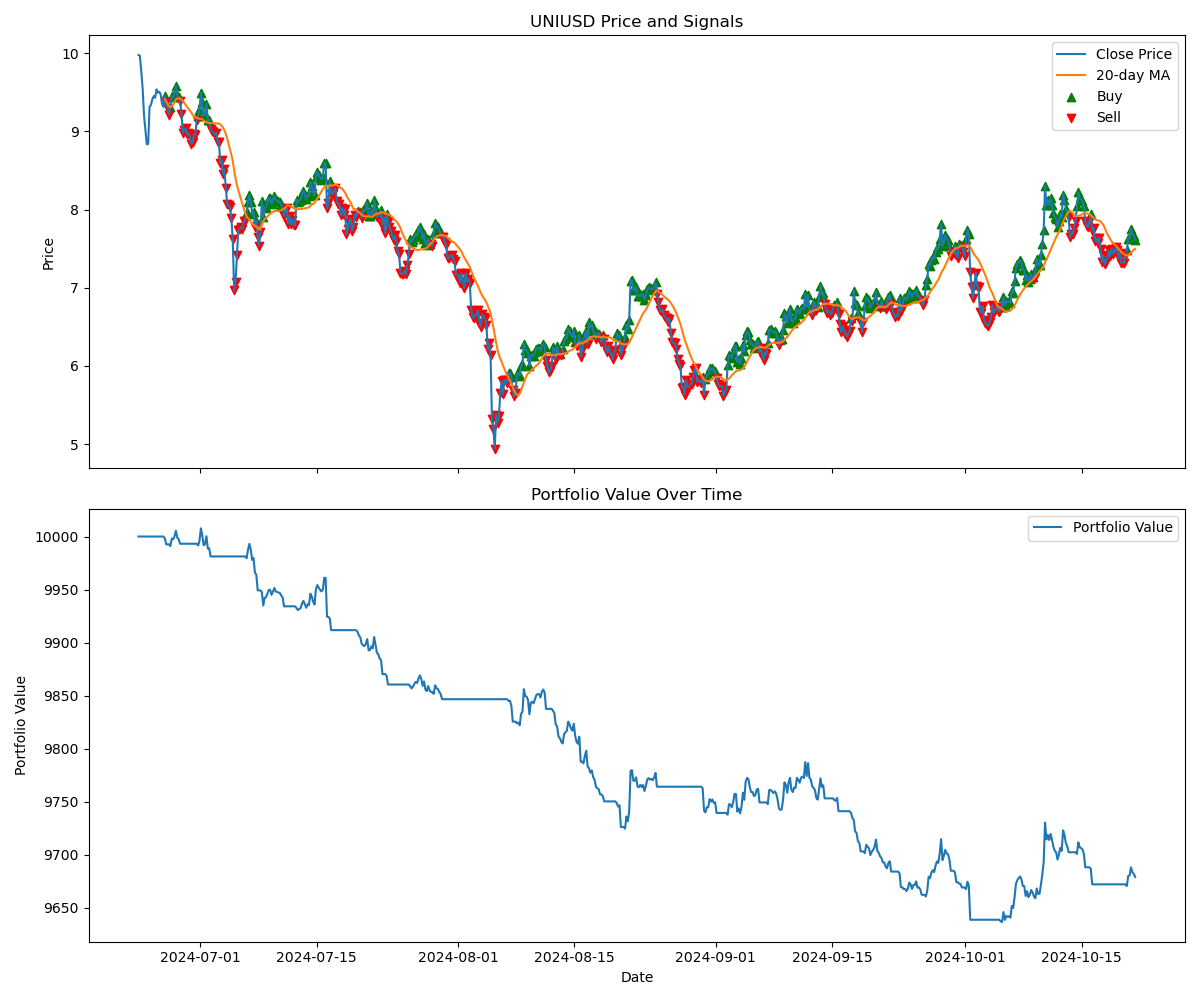 UNIUSD Price and Signals
10
9
8
7
6
5
Price
Close Price
20-day MA
Buy
Sell
Portfolio Value Over Time
Portfolio Value
10000
9950
9900
9850
9800
9750
9700
9650
Portfolio Value
2024-07-01
2024-07-15
2024-08-01
2024-08-15
2024-09-01
2024-09-15
2024-10-01
2024-10-15
Date